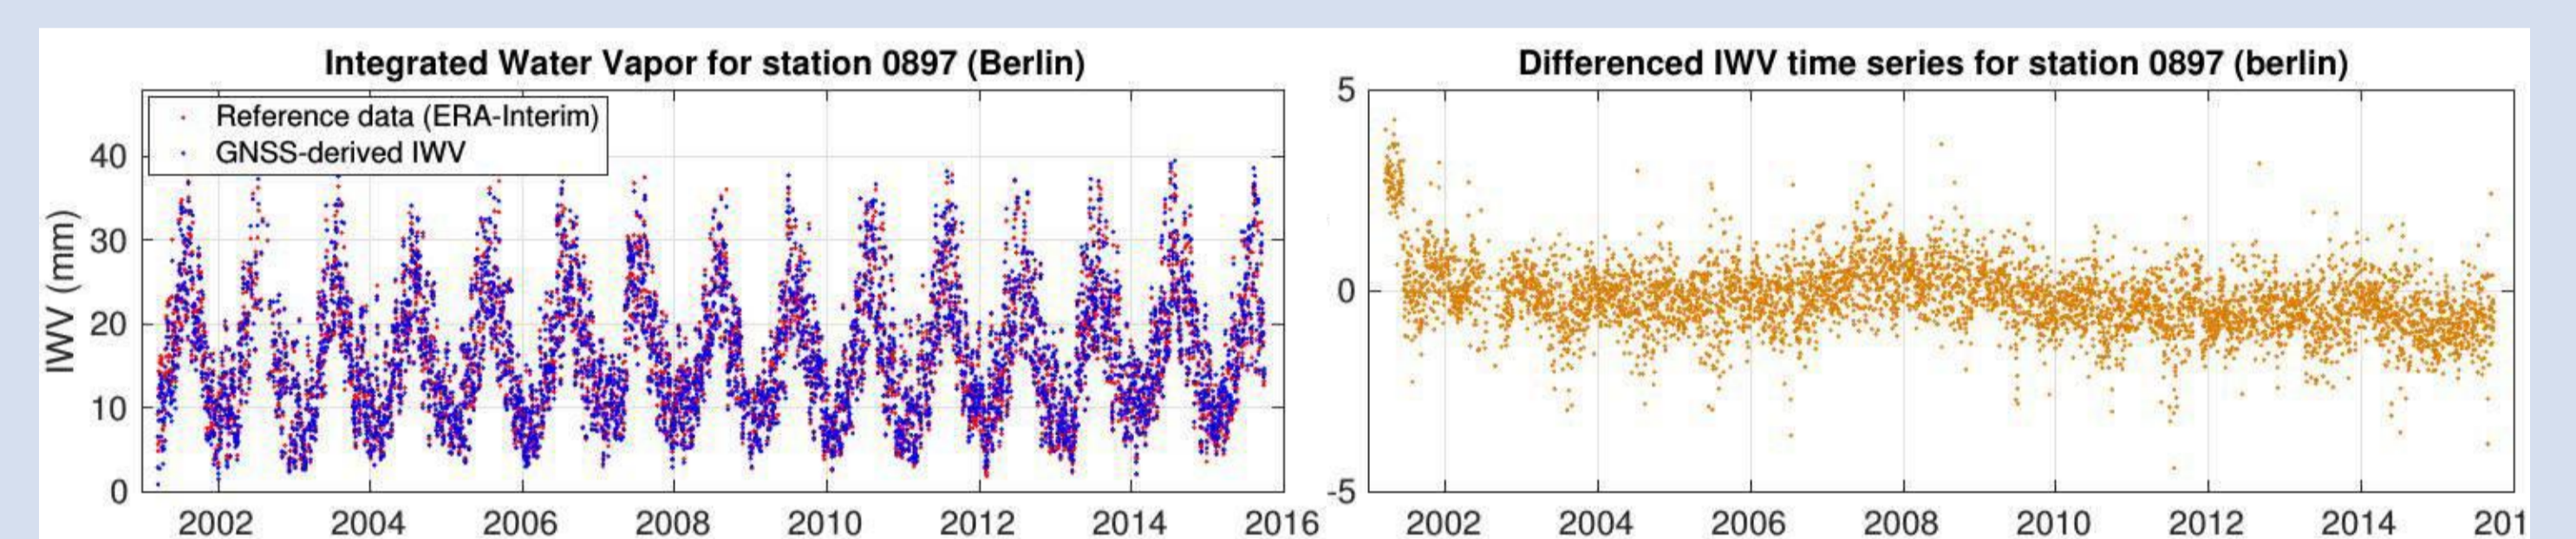 Integrated Water Vapor for station 0897 (Berlin)
Reference data (ERA-Interim)
GNSS-derived IWV
IWV (mm)
40
30
20
10
0
2002 2004 2006 2008 2010 2012 2014 2016
Differenced IWV time series for station 0897 (berlin)
5
0
-5
2002 2004 2006 2008 2010 2012 2014 201